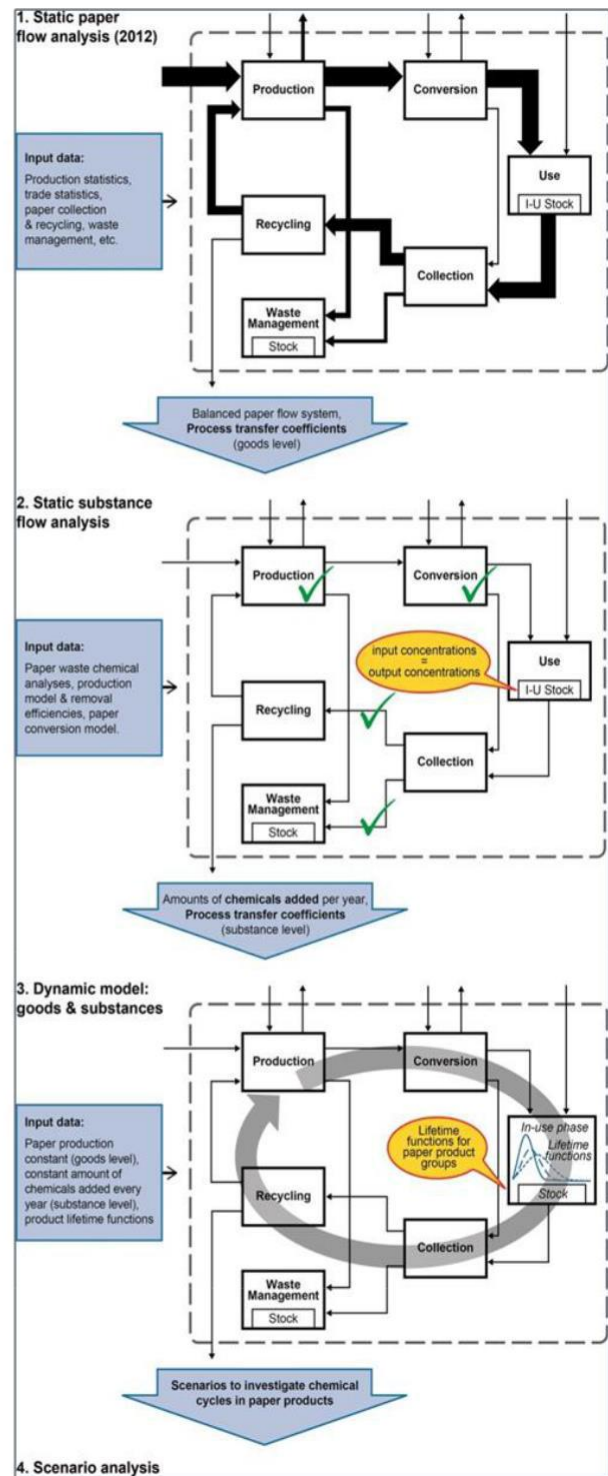 1. Static paper
flow analysis (2012)
Production
Conversion
Input data:
Production statistics,
trade statistics,
paper collection
& recycling, waste
management, etc.
Use
I-U Stock
Recycling
Collection
Waste
Management
Stock
Balanced paper flow system,
Process transfer coefficients
(goods level)
2. Static substance
flow analysis
Production
Conversion
Input data:
Paper waste chemical
analyses, production
model & removal
efficiencies, paper
conversion model.
input concentrations
=
output concentrations
Use
I-U Stock
Recycling
Collection
Waste
Management
Stock
Amounts of chemicals added per year,
Process transfer coefficients
(substance level)
3. Dynamic model:
goods & substances
Production
Conversion
Input data:
Paper production
constant (goods level),
constant amount of
chemicals added every
year (substance level),
product lifetime functions
Lifetime
functions for
paper product
groups
In-use phase
Lifetime
functions
Stock
Recycling
Collection
Waste
Management
Stock
Scenarios to investigate chemical
cycles in paper products
4. Scenario analysis